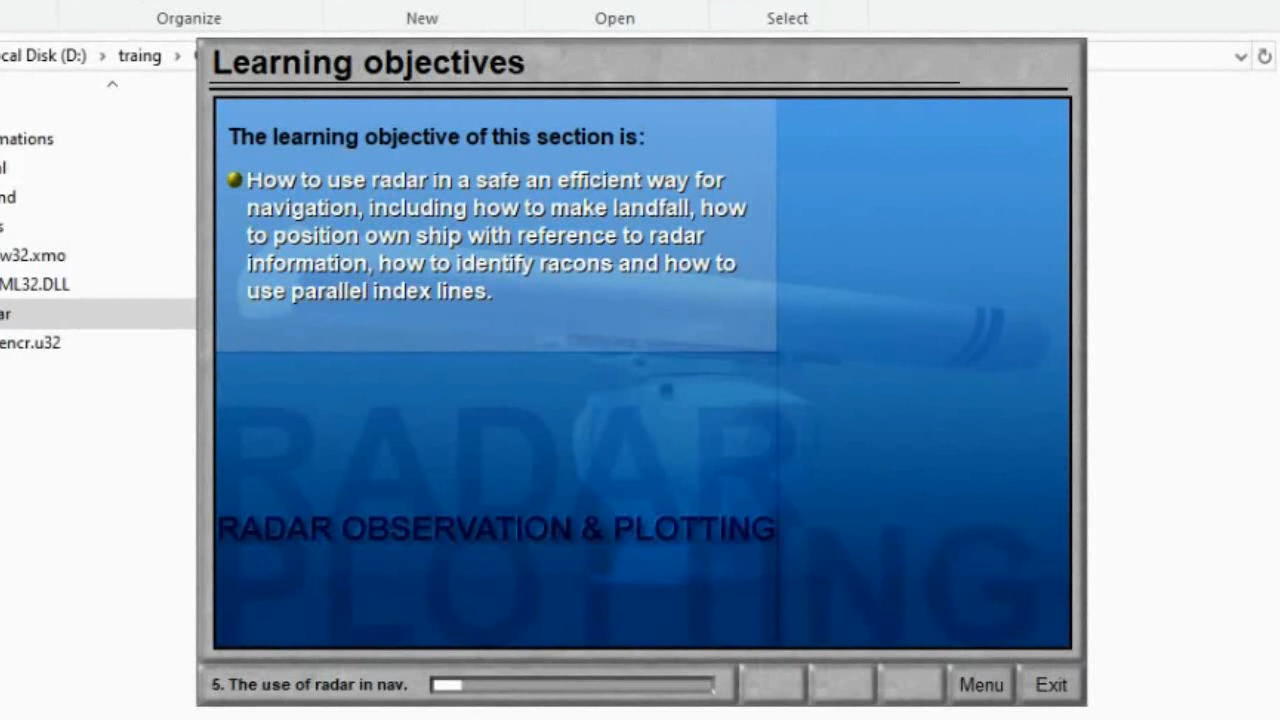 Organize New Open Select
cal Disk (D:) > traing >
Learning objectives
mations
l
nd
s
w32.xmo
ML32.DLL
ar
encr.u32
The learning objective of this section is:
How to use radar in a safe an efficient way for
navigation, including how to make landfall, how
to position own ship with reference to radar
information, how to identify racons and how to
use parallel index lines.
RADAR
RADAR OBSERVATION & PLOTTING
PLOTTING
5. The use of radar in nav.
Menu Exit